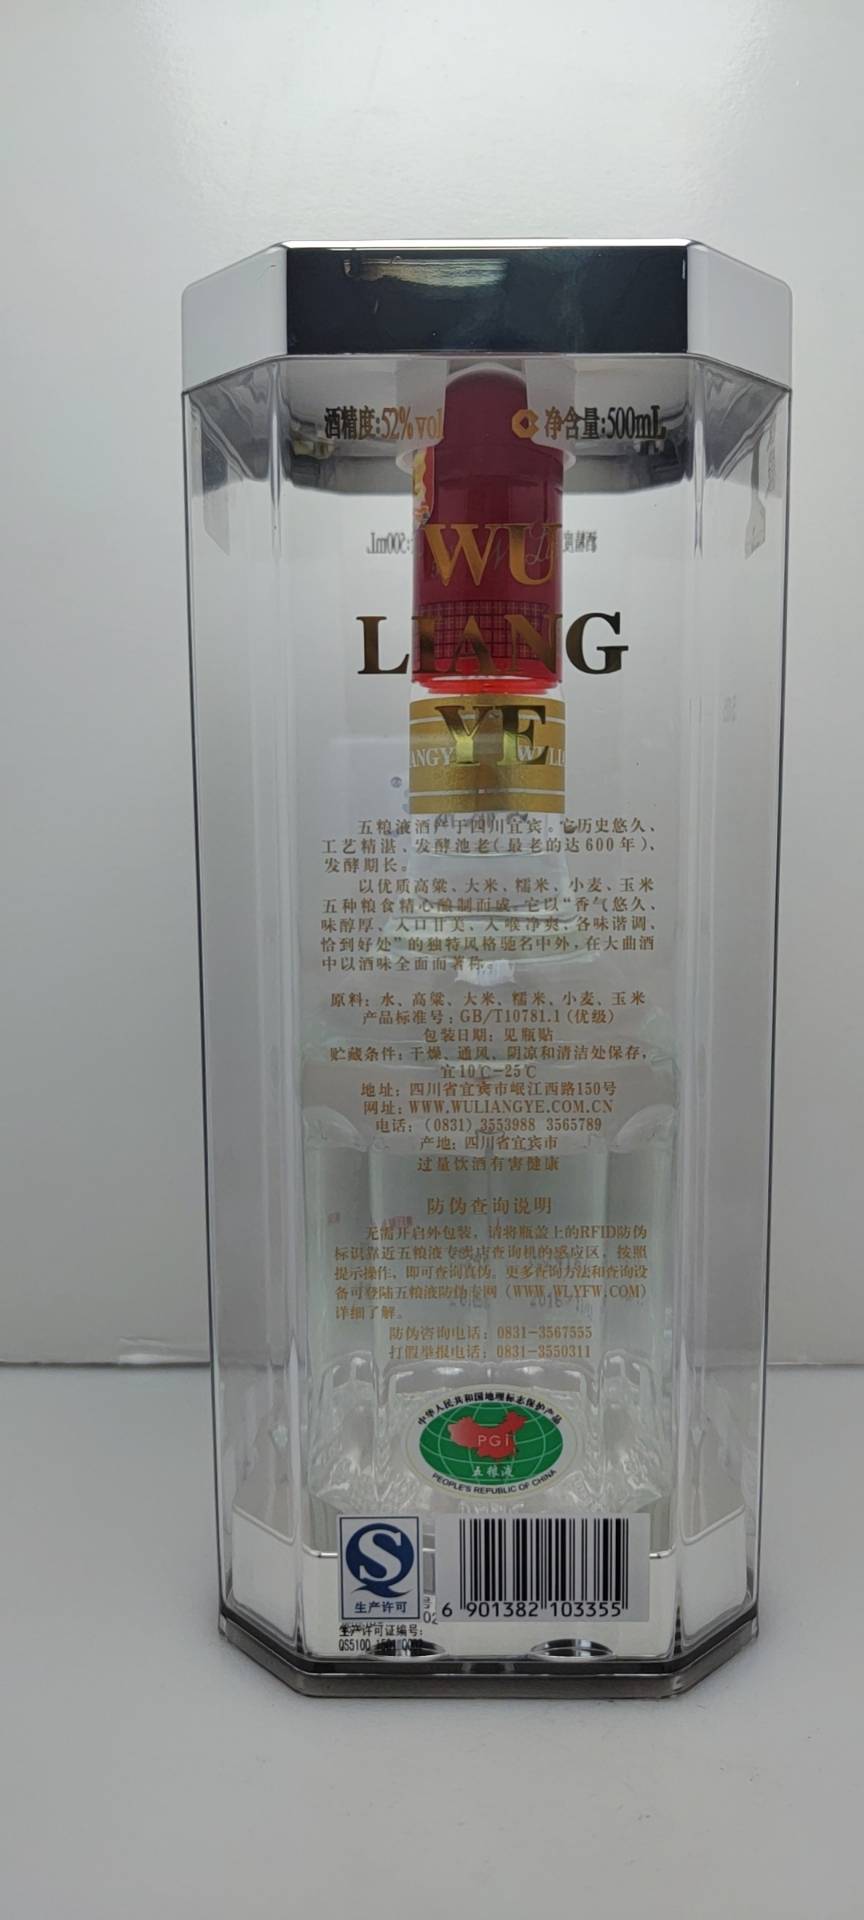 酒精度:52%vol 净含量:500mL
WU
LIANG
YE
五粮液酒产于四川宜宾。它历史悠久、
工艺精湛、发酵池老(最老的达600年)、
发酵期长。
以优质高粱、大米、糯米、小麦、玉米
五种粮食精心酿制而成。它以“香气悠久、
味醇厚、入口甘美、入喉净爽、各味谐调、
恰到好处”的独特风格驰名中外,在大曲酒
中以酒味全面而著称。
原料:水、高粱、大米、糯米、小麦、玉米
产品标准号:GB/T10781.1(优级)
包装日期:见瓶贴
贮藏条件:干燥、通风、阴凉和清洁处保存,
宜10℃-25℃
地址:四川省宜宾市岷江西路150号
网址:WWW.WULIANGYE.COM.CN
电话:(0831)3553988 3565789
产地:四川省宜宾市
过量饮酒有害健康
防伪查询说明
无需开启外包装,请将瓶盖上的RFID防伪
标识靠近五粮液专卖店查询机的感应区,按照
提示操作,即可查询真伪。更多查询方法和查询设
备可登陆五粮液防伪专网(WWW.WLYFW.COM)
详细了解。
防伪咨询电话:0831-3567555
打假举报电话:0831-3550311
中华人民共和国地理标志保护产品
PGI
五粮液
PEOPLE'S REPUBLIC OF CHINA
S
生产许可
6 901382 103355
生产许可证编号:
QS5100